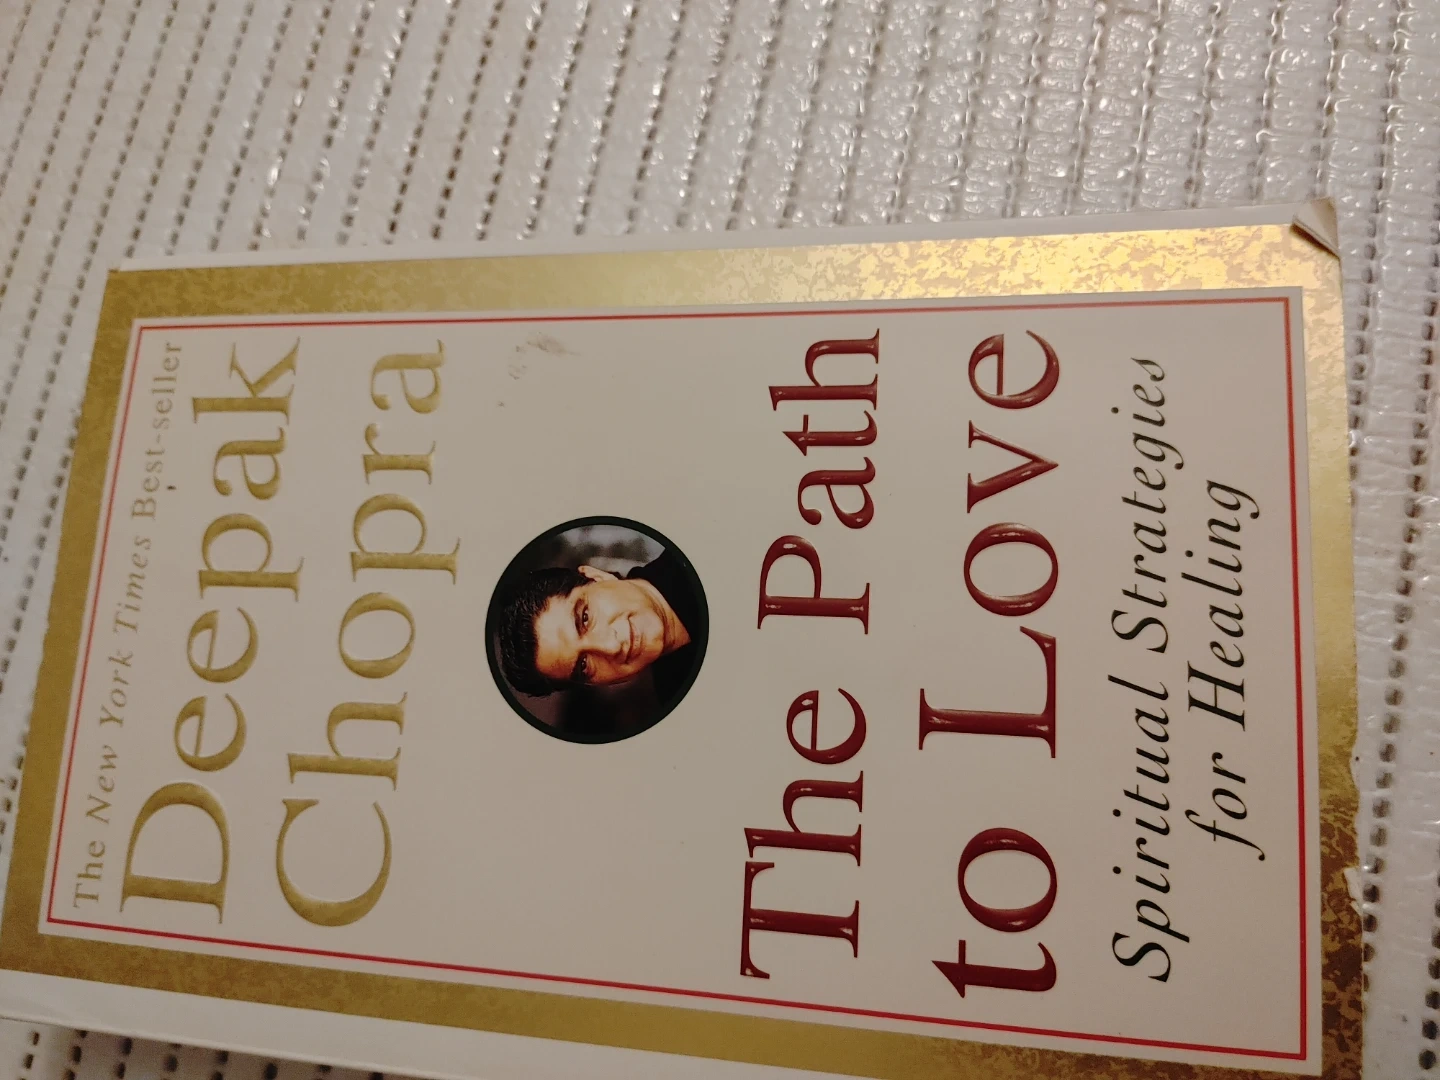 The New York Times Best-seller
Deepak
Chopra
The Path
to Love
Spiritual Strategies
for Healing